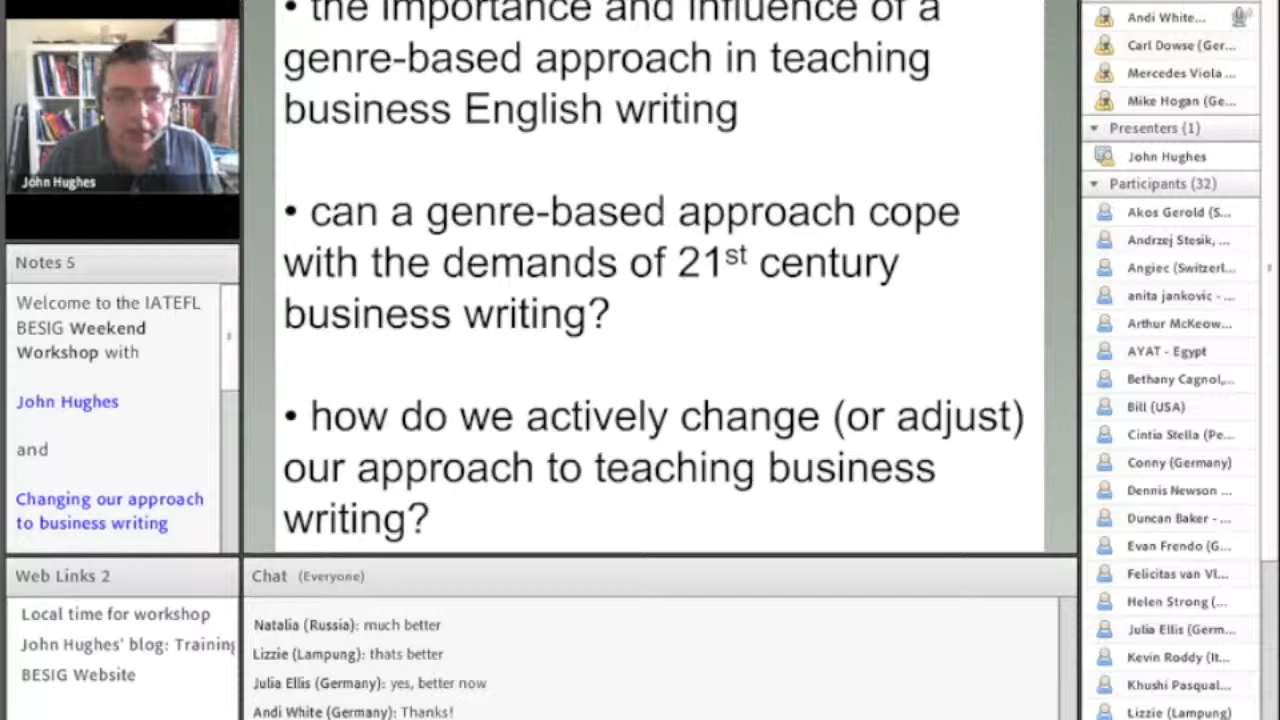 John Hughes
Notes 5
Welcome to the IATEFL
BESIG Weekend
Workshop with
John Hughes
and
Changing our approach
to business writing
Web Links 2
Local time for workshop
John Hughes' blog: Training
BESIG Website
• the importance and influence of a
genre-based approach in teaching
business English writing
• can a genre-based approach cope
with the demands of 21st century
business writing?
• how do we actively change (or adjust)
our approach to teaching business
writing?
Chat (Everyone)
Natalia (Russia): much better
Lizzie (Lampung): thats better
Julia Ellis (Germany): yes, better now
Andi White (Germany): Thanks!
Andi White...
Carl Dowse (Ger...
Mercedes Viola ...
Mike Hogan (Ge...
Presenters (1)
John Hughes
Participants (32)
Akos Gerold (S...
Andrzej Stesik, ...
Angiec (Switzerl...
anita jankovic - ...
Arthur McKeow...
AYAT - Egypt
Bethany Cagnol,...
Bill (USA)
Cintia Stella (Pe...
Conny (Germany)
Dennis Newson ...
Duncan Baker - ...
Evan Frendo (G...
Felicitas van Vl...
Helen Strong (...
Julia Ellis (Germ...
Kevin Roddy (It...
Khushi Pasqual...
Lizzie (Lampung)